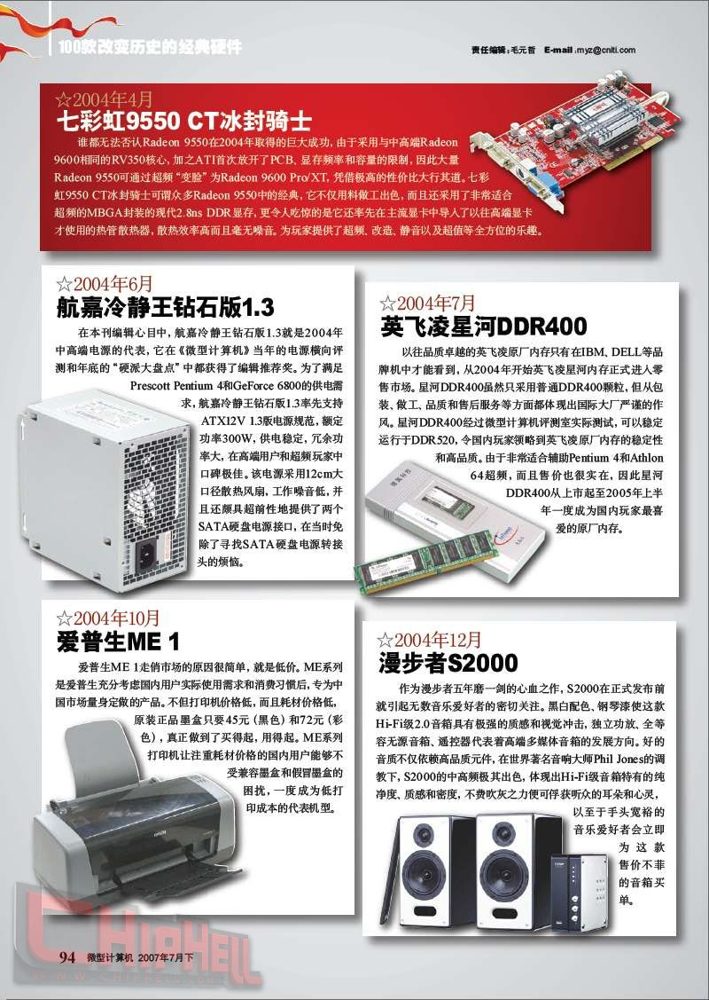 100款改变历史的经典硬件
责任编辑:毛元哲 E-mail:myz@cniti.com
☆2004年4月
七彩虹9550 CT冰封骑士
谁都无法否认Radeon 9550在2004年取得的巨大成功，由于采用与中高端Radeon
9600相同的RV350核心，加之ATI首次放开了PCB、显存频率和容量的限制，因此大量
Radeon 9550可通过超频“变脸”为Radeon 9600 Pro/XT，凭借极高的性价比大行其道。七彩
虹9550 CT冰封骑士可谓众多Radeon 9550中的经典，它不仅用料做工出色，而且还采用了非常适合
超频的MBGA封装的现代2.8ns DDR显存，更令人吃惊的是它还率先在主流显卡中导入了以往高端显卡
才使用的热管散热器，散热效率高而且毫无噪音。为玩家提供了超频、改造、静音以及超值等全方位的乐趣。
☆2004年6月
航嘉冷静王钻石版1.3
在本刊编辑心目中，航嘉冷静王钻石版1.3就是2004年
中高端电源的代表，它在《微型计算机》当年的电源横向评
测和年底的“硬派大盘点”中都获得了编辑推荐奖。为了满足
Prescott Pentium 4和GeForce 6800的供电需
求，航嘉冷静王钻石版1.3率先支持
ATX12V 1.3版电源规范，额定
功率300W，供电稳定，冗余功
率大，在高端用户和超频玩家中
口碑极佳。该电源采用12cm大
口径散热风扇，工作噪音低，并
且还颇具超前性地提供了两个
SATA硬盘电源接口，在当时免
除了寻找SATA硬盘电源转接
头的烦恼。
☆2004年7月
英飞凌星河DDR400
以往品质卓越的英飞凌原厂内存只有在IBM、DELL等品
牌机中才能看到，从2004年开始英飞凌星河内存正式进入零
售市场。星河DDR400虽然只采用普通DDR400颗粒，但从包
装、做工、品质和售后服务等方面都体现出国际大厂严谨的作
风。星河DDR400经过微型计算机评测室实际测试，可以稳定
运行于DDR520，令国内玩家领略到英飞凌原厂内存的稳定性
和高品质。由于非常适合辅助Pentium 4和Athlon
64超频，而且售价也很实在，因此星河
DDR400从上市起至2005年上半
年一度成为国内玩家最喜
爱的原厂内存。
Infineon
☆2004年10月
爱普生ME 1
爱普生ME 1走俏市场的原因很简单，就是低价。ME系列
是爱普生充分考虑国内用户实际使用需求和消费习惯后，专为中
国市场量身定做的产品。不但打印机价格低，而且耗材价格低，
原装正品墨盒只要45元（黑色）和72元（彩
色），真正做到了买得起，用得起。ME系列
打印机让注重耗材价格的国内用户能够不
受兼容墨盒和假冒墨盒的
困扰，一度成为低打
印成本的代表机型。
EPSON
☆2004年12月
漫步者S2000
作为漫步者五年磨一剑的心血之作，S2000在正式发布前
就引起无数音乐爱好者的密切关注。黑白配色、钢琴漆使这款
Hi-Fi级2.0音箱具有极强的质感和视觉冲击，独立功放、全等
容无源音箱、遥控器代表着高端多媒体音箱的发展方向。好的
音质不仅依赖高品质元件，在世界著名音响大师Phil Jones的调
教下，S2000的中高频极其出色，体现出Hi-Fi级音箱特有的纯
净度、质感和密度，不费吹灰之力便可俘获听众的耳朵和心灵，
以至于手头宽裕的
音乐爱好者会立即
为这款
售价不菲
的音箱买
单。
CHIPHELL
WWW.CHIPHELL.COM
94 微型计算机 2007年7月下